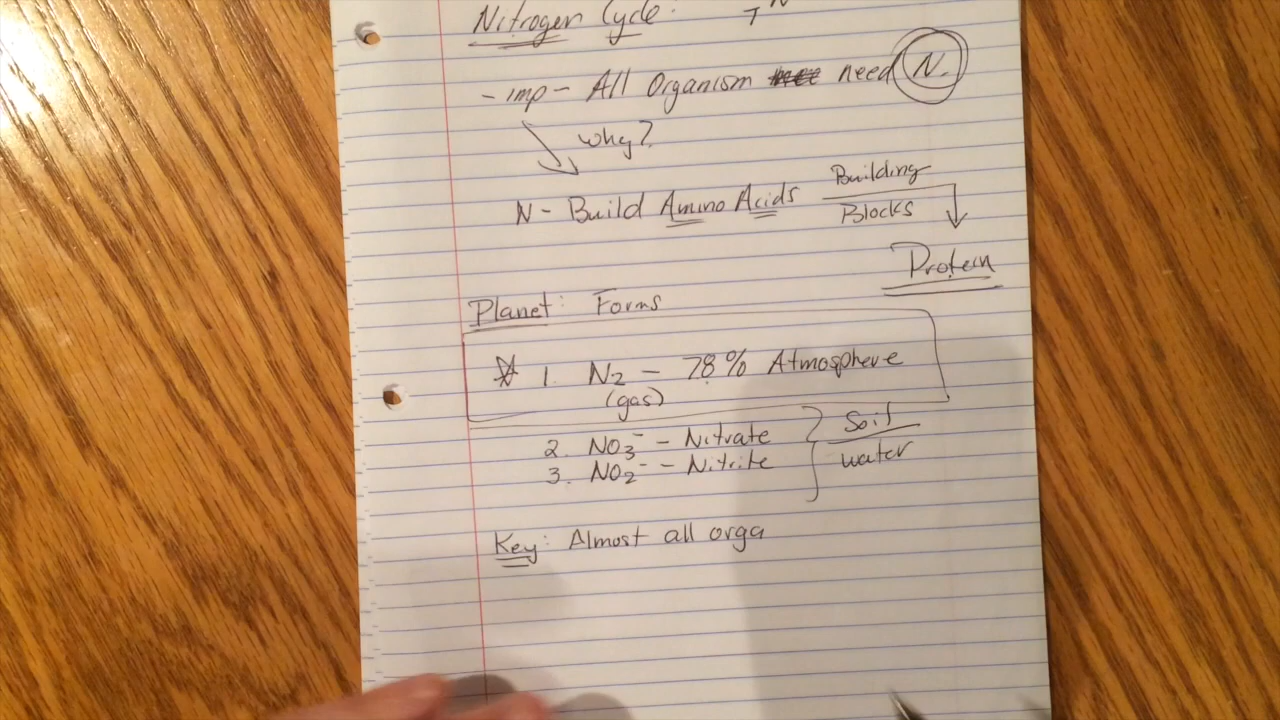 Nitrogen Cycle:
- imp - All Organism need N.
why?
N - Build Amino Acids Building Blocks
Protein
Planet: Forms
1. N2 - 78% Atmosphere
(gas)
2. NO3- - Nitrate
3. NO2- - Nitrite
Soil
water
Key: Almost all orga